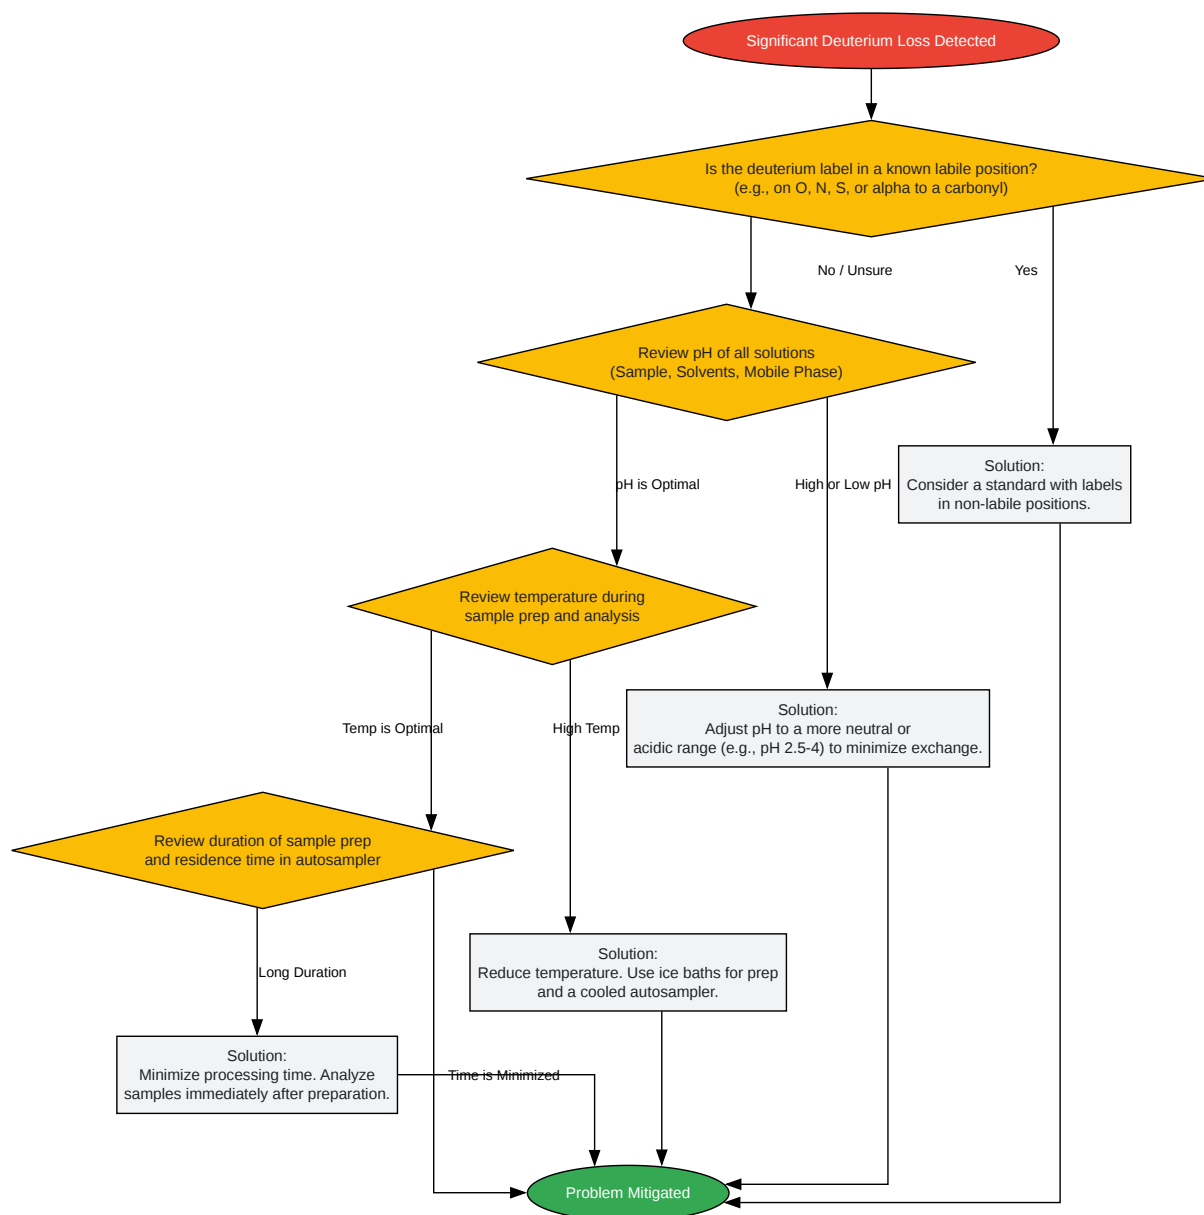 Significant Deuterium Loss Detected
Is the deuterium label in a known labile position?
(e.g., on O, N, S, or alpha to a carbonyl)
No / Unsure
Yes
Review pH of all solutions
(Sample, Solvents, Mobile Phase)
pH is Optimal
High or Low pH
Solution:
Consider a standard with labels
in non-labile positions.
Review temperature during
sample prep and analysis
Temp is Optimal
High Temp
Solution:
Adjust pH to a more neutral or
acidic range (e.g., pH 2.5-4) to minimize exchange.
Review duration of sample prep
and residence time in autosampler
Long Duration
Solution:
Reduce temperature. Use ice baths for prep
and a cooled autosampler.
Solution:
Minimize processing time. Analyze
samples immediately after preparation.
Time is Minimized
Problem Mitigated